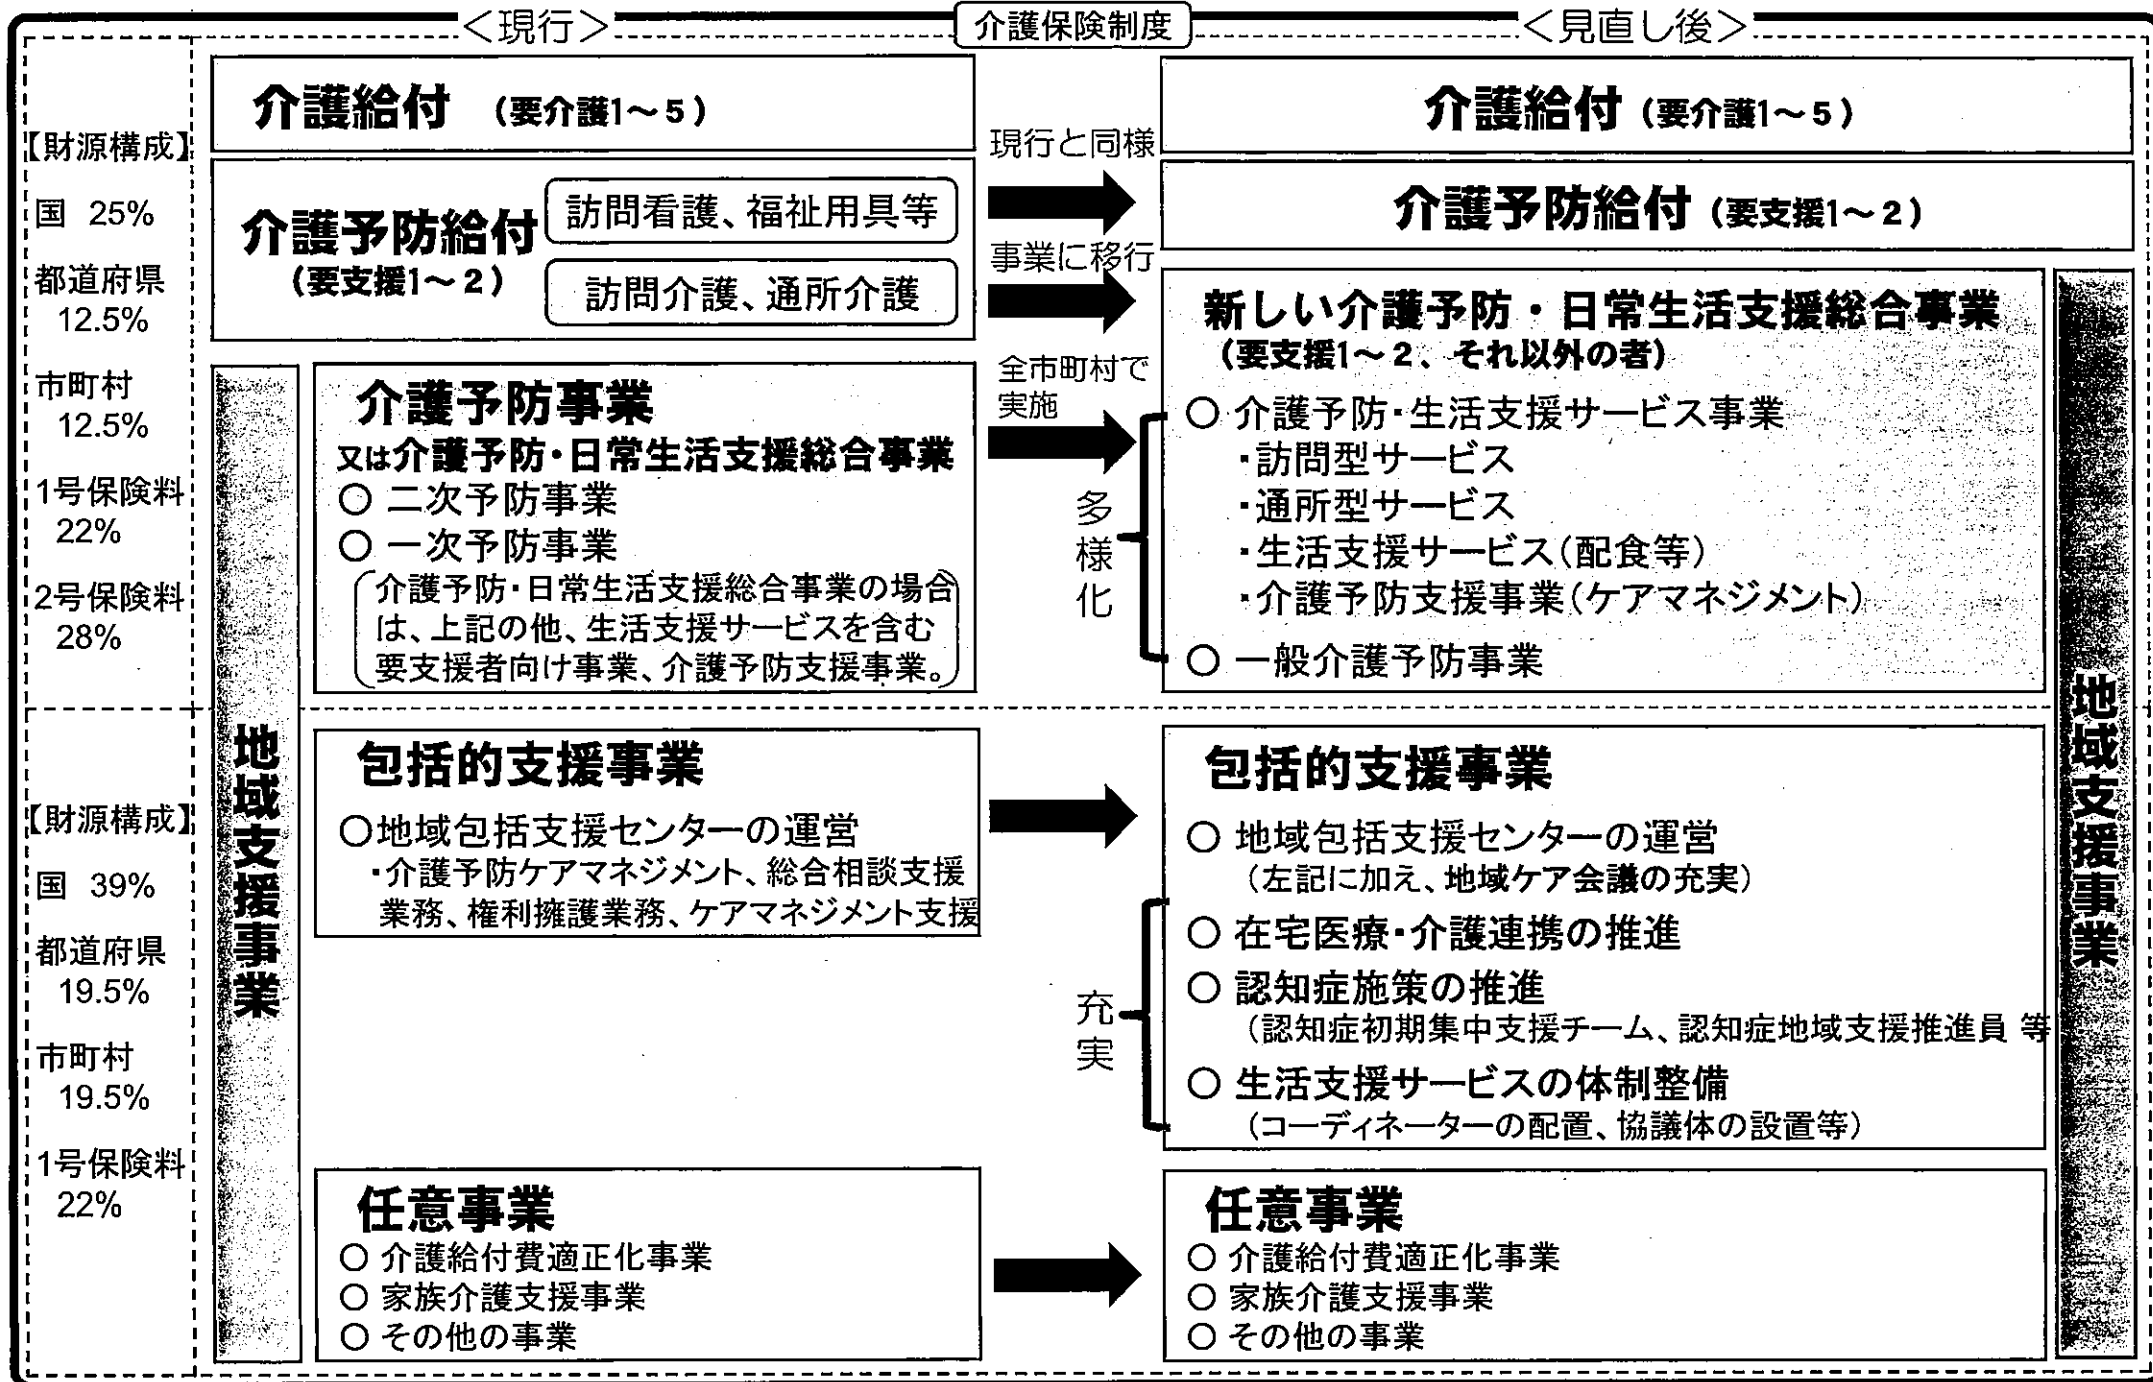 ＜現行＞
介護保険制度
＜見直し後＞
【財源構成】
国 25%
都道府県
12.5%
市町村
12.5%
1号保険料
22%
2号保険料
28%
【財源構成】
国 39%
都道府県
19.5%
市町村
19.5%
1号保険料
22%
介護給付 （要介護1～5）
介護予防給付
（要支援1～2）
訪問看護、福祉用具等
訪問介護、通所介護
地域支援事業
介護予防事業
又は介護予防・日常生活支援総合事業
○ 二次予防事業
○ 一次予防事業
介護予防・日常生活支援総合事業の場合
は、上記の他、生活支援サービスを含む
要支援者向け事業、介護予防支援事業。
包括的支援事業
○地域包括支援センターの運営
・介護予防ケアマネジメント、総合相談支援
業務、権利擁護業務、ケアマネジメント支援
任意事業
○ 介護給付費適正化事業
○ 家族介護支援事業
○ その他の事業
現行と同様
事業に移行
全市町村で
実施
多様化
充実
介護給付（要介護1～5）
介護予防給付（要支援1～2）
新しい介護予防・日常生活支援総合事業
（要支援1～2、それ以外の者）
○ 介護予防・生活支援サービス事業
・訪問型サービス
・通所型サービス
・生活支援サービス（配食等）
・介護予防支援事業（ケアマネジメント）
○ 一般介護予防事業
包括的支援事業
○ 地域包括支援センターの運営
（左記に加え、地域ケア会議の充実）
○ 在宅医療・介護連携の推進
○ 認知症施策の推進
（認知症初期集中支援チーム、認知症地域支援推進員 等
○ 生活支援サービスの体制整備
（コーディネーターの配置、協議体の設置等）
任意事業
○ 介護給付費適正化事業
○ 家族介護支援事業
○ その他の事業
地域支援事業